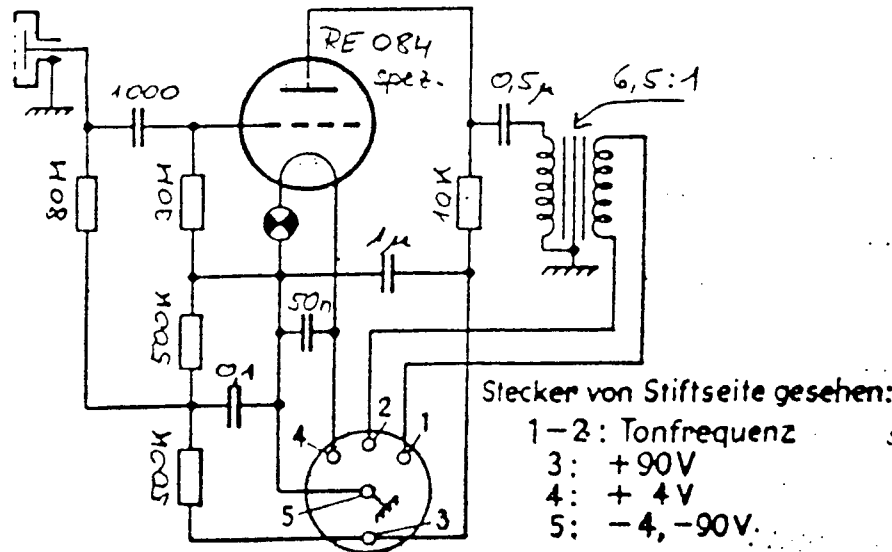 RE 084
spez.
1000
80M
30M
0,5µ
6,5:1
10K
1µ
500K
50n
0,1
500K
4
2
1
5
3
Stecker von Stiftseite gesehen:
1-2: Tonfrequenz
3: +90V
4: + 4V
5: -4,-90V.